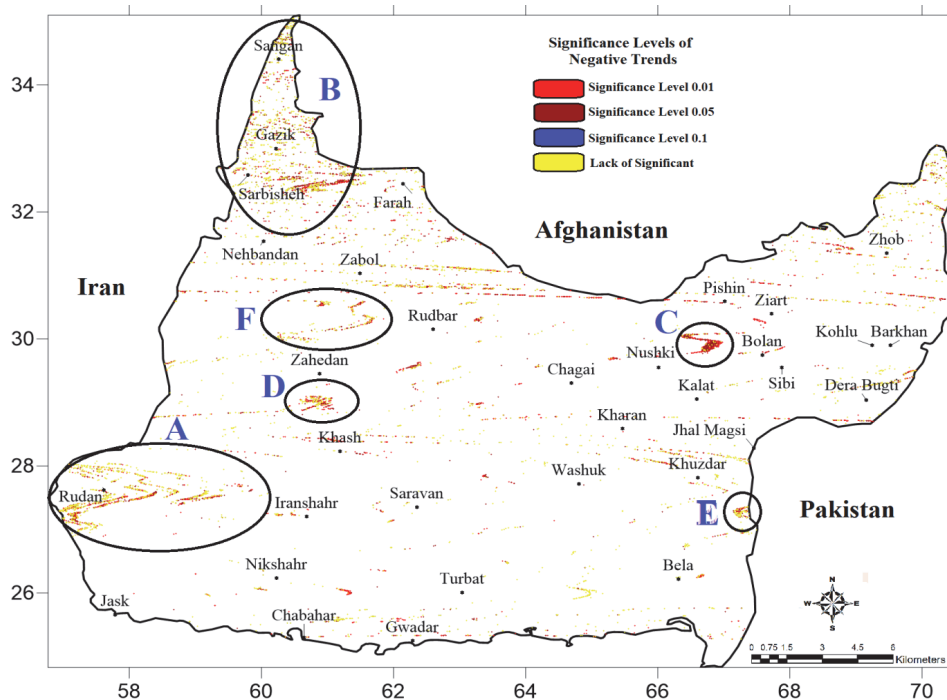 Significance Levels of
Negative Trends
Significance Level 0.01
Significance Level 0.05
Significance Level 0.1
Lack of Significant
Sangan
B
34
Gazik
Sarbisheh
Farah
32
Afghanistan
Nehbandan
Zhob
Zabol
Iran
Pishin
Ziart
F
Rudbar
C
30
Bolan
Kohlu
Barkhan
Zahedan
Nushki
Chagai
D
Kalat
Sibi
Dera Bugti
Kharan
A
Khash
Jhal Magsi
28
Washuk
Khuzdar
Rudan
Iranshahr
Saravan
E
Pakistan
Nikshahr
Turbat
Bela
26
Jask
Chabahar
Gwadar
N
W
E
S
0 0.75 1.5 3 4.5 6
Kilometers
58 60 62 64 66 68 70